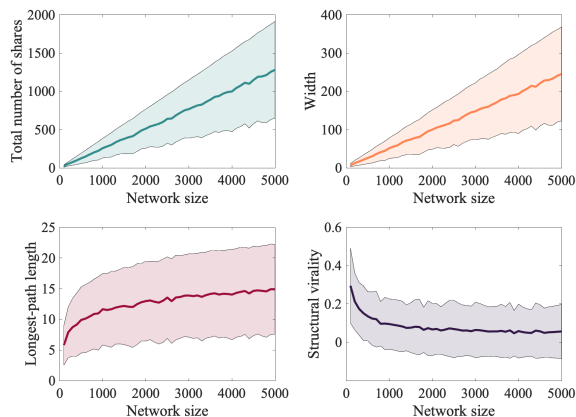 Total number of shares
2000
1500
1000
500
0
0 1000 2000 3000 4000 5000
Network size
Width
400
300
200
100
0
0 1000 2000 3000 4000 5000
Network size
Longest-path length
25
20
15
10
5
0
0 1000 2000 3000 4000 5000
Network size
Structural virality
0.6
0.4
0.2
0
0 1000 2000 3000 4000 5000
Network size